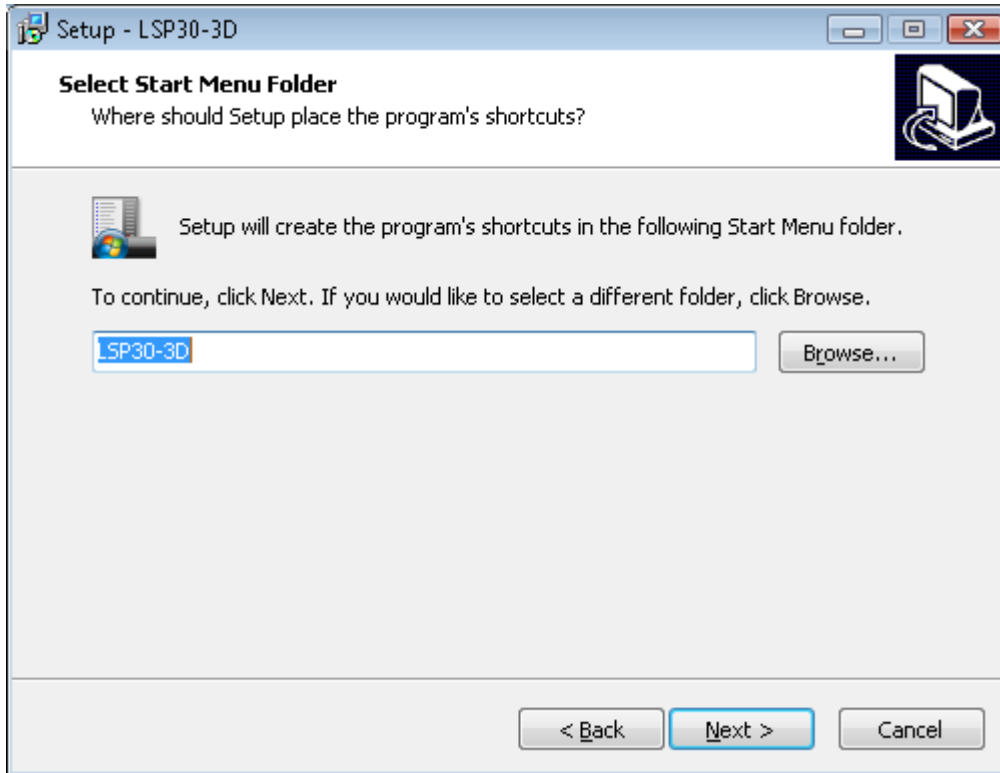 Setup - LSP30-3D
Select Start Menu Folder
Where should Setup place the program's shortcuts?
Setup will create the program's shortcuts in the following Start Menu folder.
To continue, click Next. If you would like to select a different folder, click Browse.
LSP30-3D
Browse...
< Back
Next >
Cancel